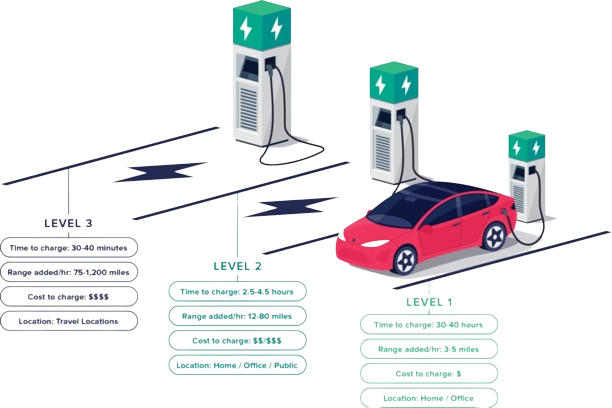 LEVEL 3
Time to charge: 30-40 minutes
Range added/hr: 75-1,200 miles
Cost to charge: $$$$
Location: Travel Locations
LEVEL 2
Time to charge: 2.5-4.5 hours
Range added/hr: 12-80 miles
Cost to charge: $$/$$$
Location: Home / Office / Public
LEVEL 1
Time to charge: 30-40 hours
Range added/hr: 3-5 miles
Cost to charge: $
Location: Home / Office